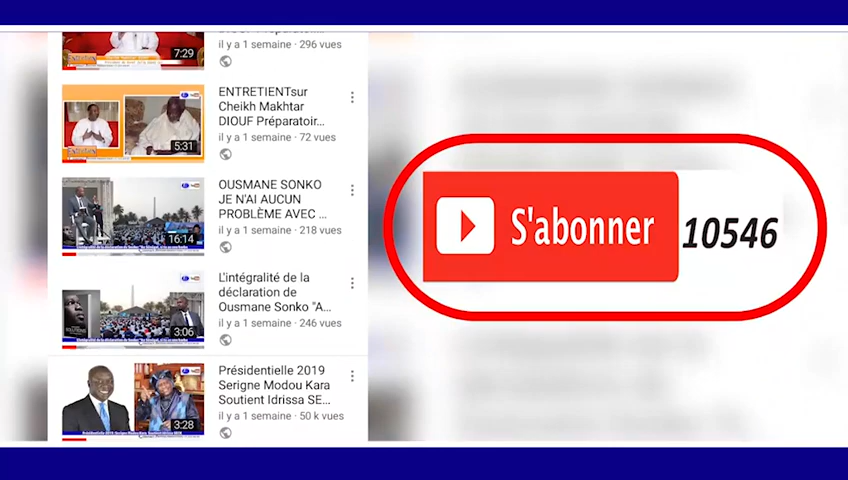 il y a 1 semaine · 296 vues
7:29
ENTRETIENsur
Cheikh Makhtar
DIOUF Préparatoir...
il y a 1 semaine · 72 vues
5:31
OUSMANE SONKO
JE N'AI AUCUN
PROBLÈME AVEC ...
il y a 1 semaine · 218 vues
16:14
L'intégralité de la
déclaration de
Ousmane Sonko "A...
il y a 1 semaine · 246 vues
3:06
Présidentielle 2019
Serigne Modou Kara
Soutient Idrissa SE...
il y a 1 semaine · 50 k vues
3:28
S'abonner
10546